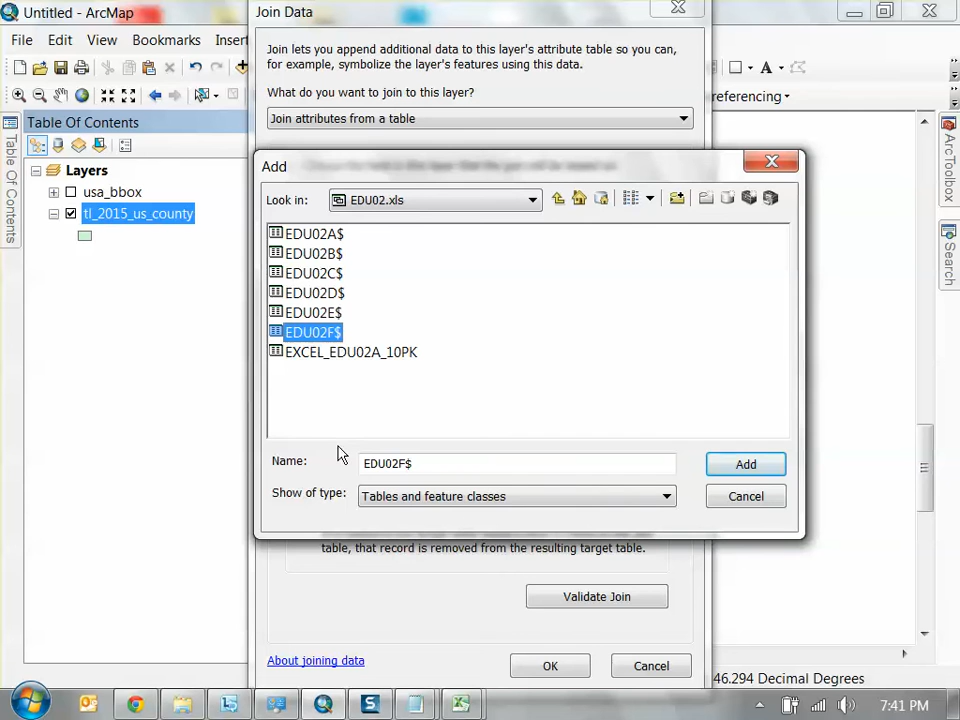 Untitled - ArcMap
Join Data
File Edit View Bookmarks Insert
Join lets you append additional data to this layer's attribute table so you can,
for example, symbolize the layer's features using this data.
What do you want to join to this layer?
Join attributes from a table
referencing
Table Of Contents
Table Of Contents
Layers
usa_bbox
tl_2015_us_county
Add
Look in:
EDU02.xls
EDU02A$
EDU02B$
EDU02C$
EDU02D$
EDU02E$
EDU02F$
EXCEL_EDU02A_10PK
Name:
EDU02F$
Add
Show of type:
Tables and feature classes
Cancel
ArcToolbox
Search
table, that record is removed from the resulting target table.
Validate Join
About joining data
OK
Cancel
46.294 Decimal Degrees
7:41 PM